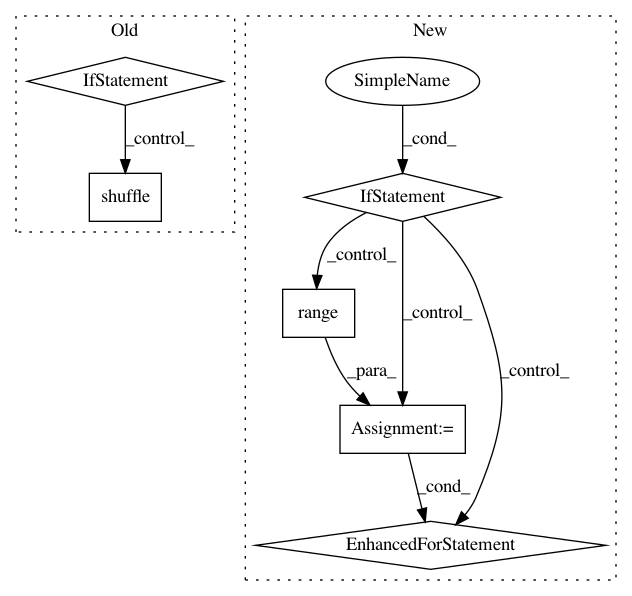 Old
New
IfStatement
SimpleName
_control_
_cond_
shuffle
IfStatement
_control_
range
_control_
_control_
_para_
Assignment:=
_cond_
EnhancedForStatement